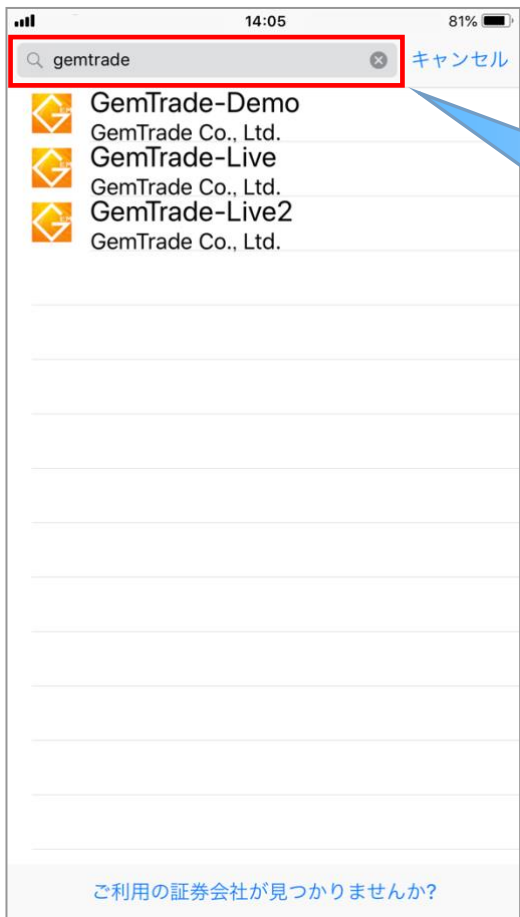 14:05
81%
gemtrade
キャンセル
GemTrade-Demo
GemTrade Co., Ltd.
GemTrade-Live
GemTrade Co., Ltd.
GemTrade-Live2
GemTrade Co., Ltd.
ご利用の証券会社が見つかりませんか?